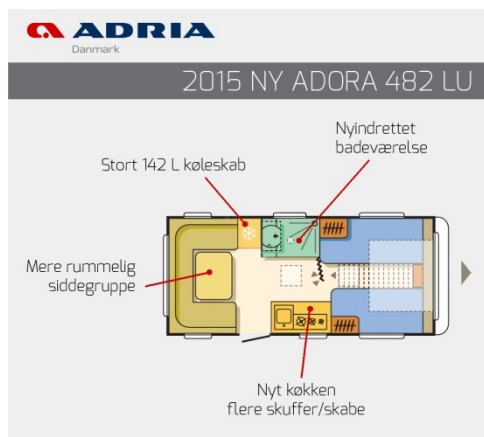 ADRIA
Danmark
2015 NY ADORA 482 LU
Nyindrettet
badeværelse
Stort 142 L køleskab
Mere rummelig
siddegruppe
Nyt køkken
flere skuffer/skabe